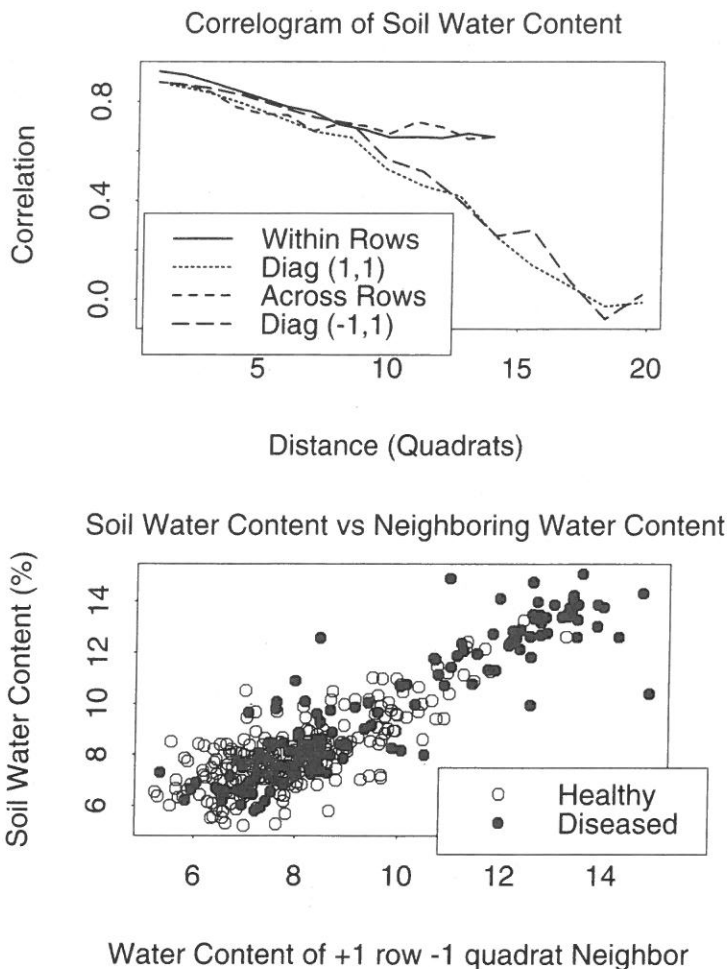 Correlogram of Soil Water Content
Correlation
0.8
0.4
0.0
Within Rows
Diag (1,1)
Across Rows
Diag (-1,1)
5 10 15 20
Distance (Quadrats)
Soil Water Content vs Neighboring Water Content
Soil Water Content (%)
14
12
10
8
6
Healthy
Diseased
6 8 10 12 14
Water Content of +1 row -1 quadrat Neighbor